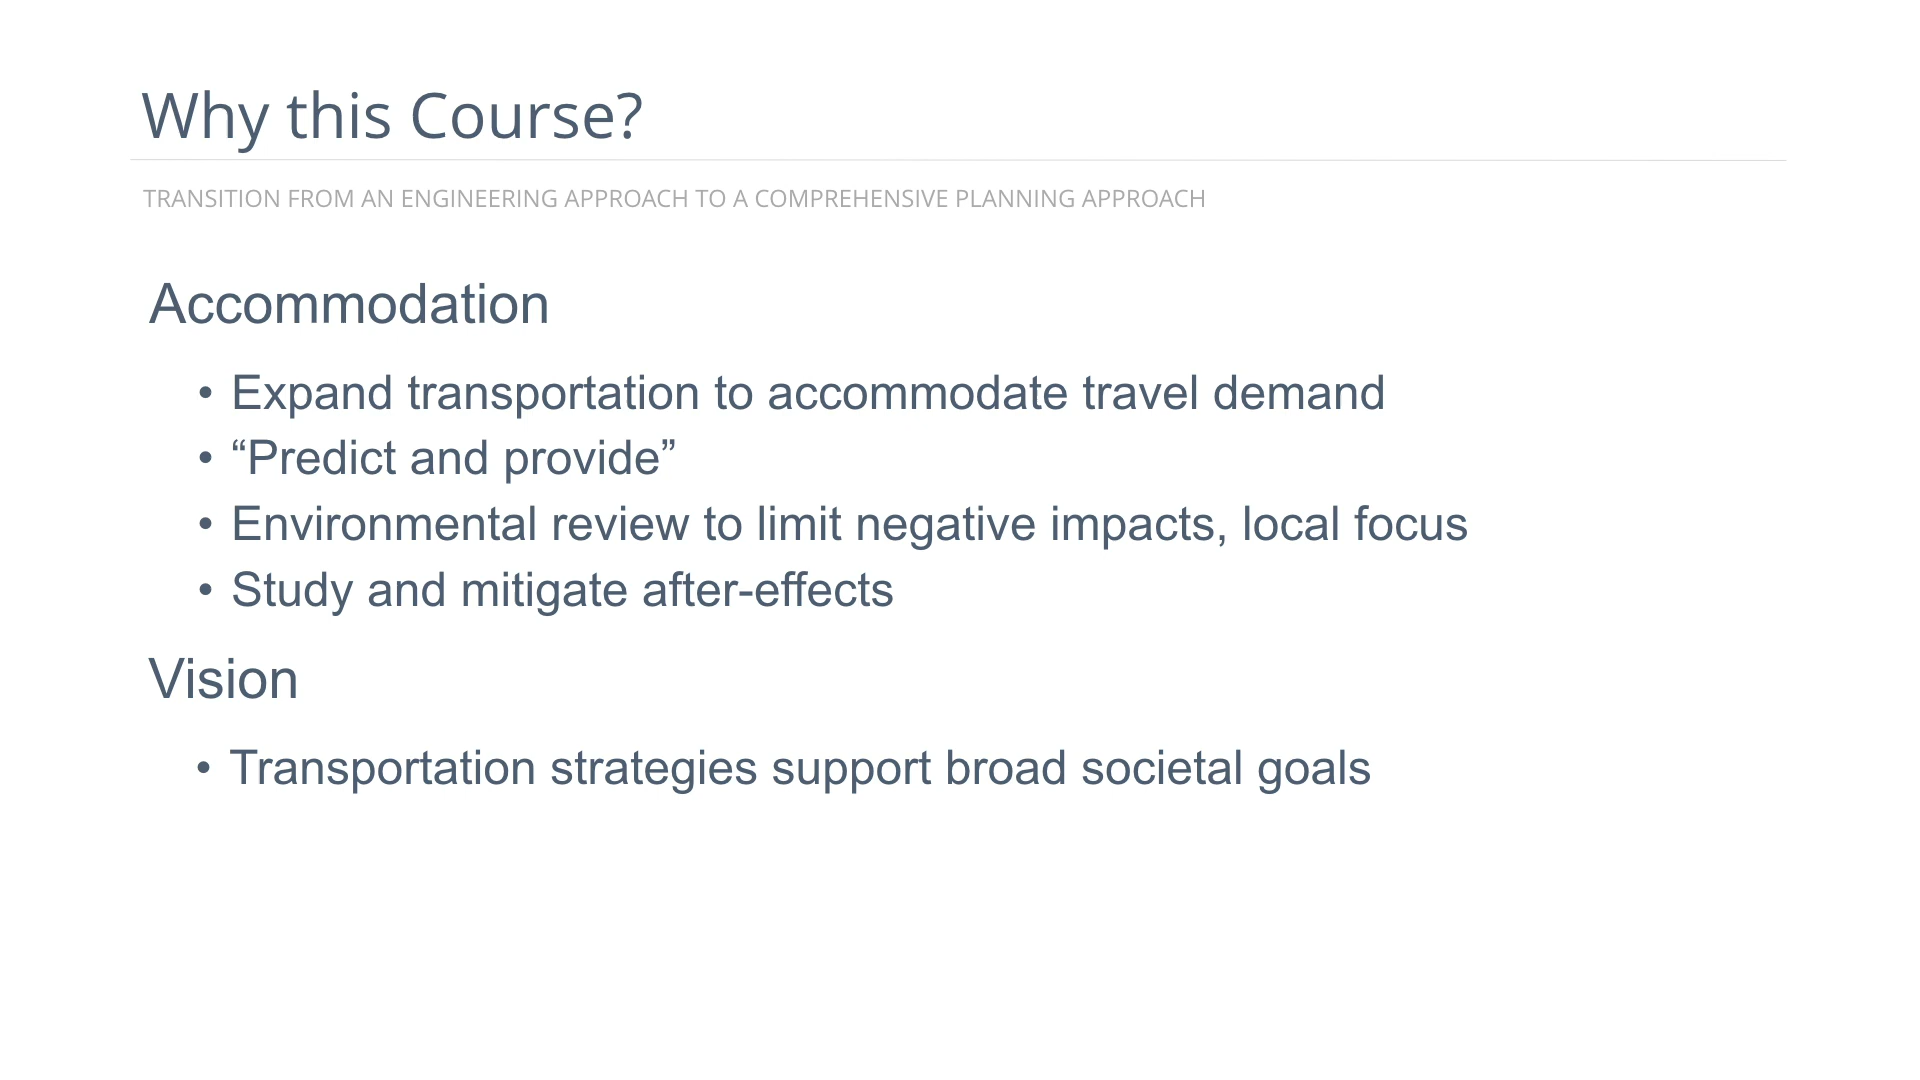 Why this Course?
TRANSITION FROM AN ENGINEERING APPROACH TO A COMPREHENSIVE PLANNING APPROACH
Accommodation
• Expand transportation to accommodate travel demand
• “Predict and provide”
• Environmental review to limit negative impacts, local focus
• Study and mitigate after-effects
Vision
• Transportation strategies support broad societal goals